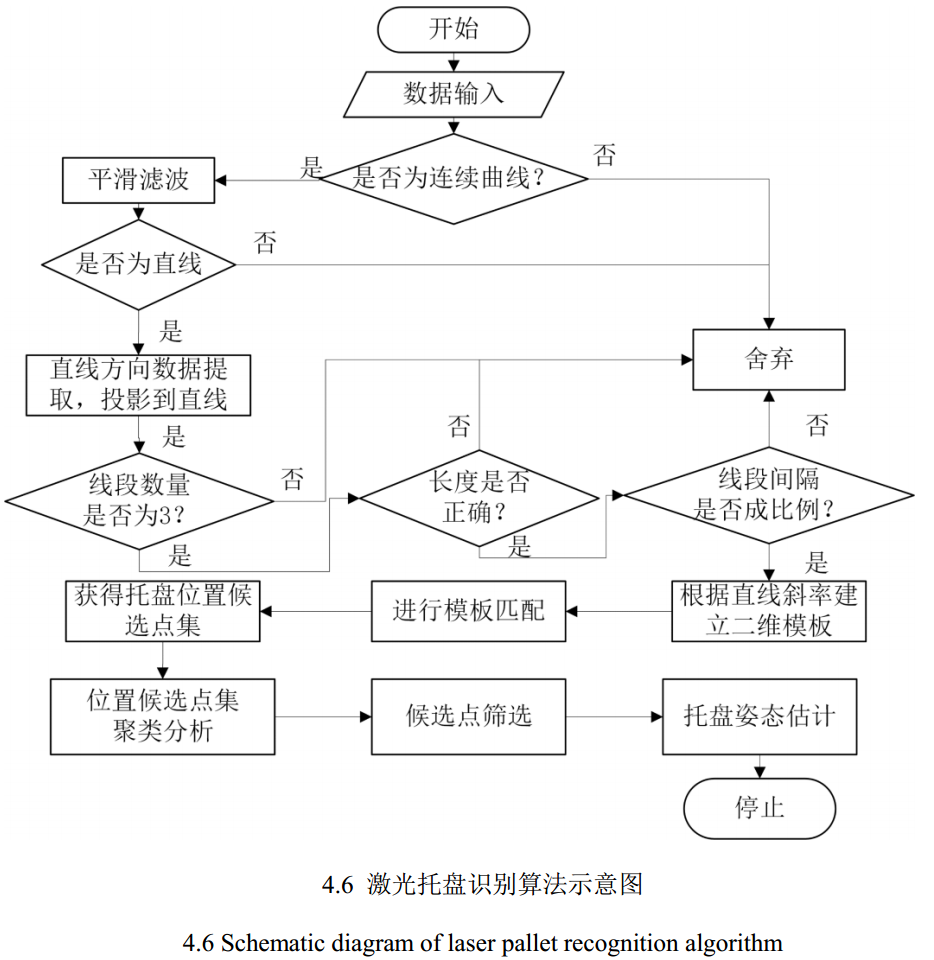 开始
数据输入
是否为连续曲线？
是
否
平滑滤波
是否为直线
否
是
直线方向数据提
取，投影到直线
舍弃
是
线段数量
是否为3?
否
是
长度是否
正确？
否
是
线段间隔
是否成比例？
否
是
根据直线斜率建
立二维模板
进行模板匹配
获得托盘位置候
选点集
位置候选点集
聚类分析
候选点筛选
托盘姿态估计
停止
4.6 激光托盘识别算法示意图
4.6 Schematic diagram of laser pallet recognition algorithm